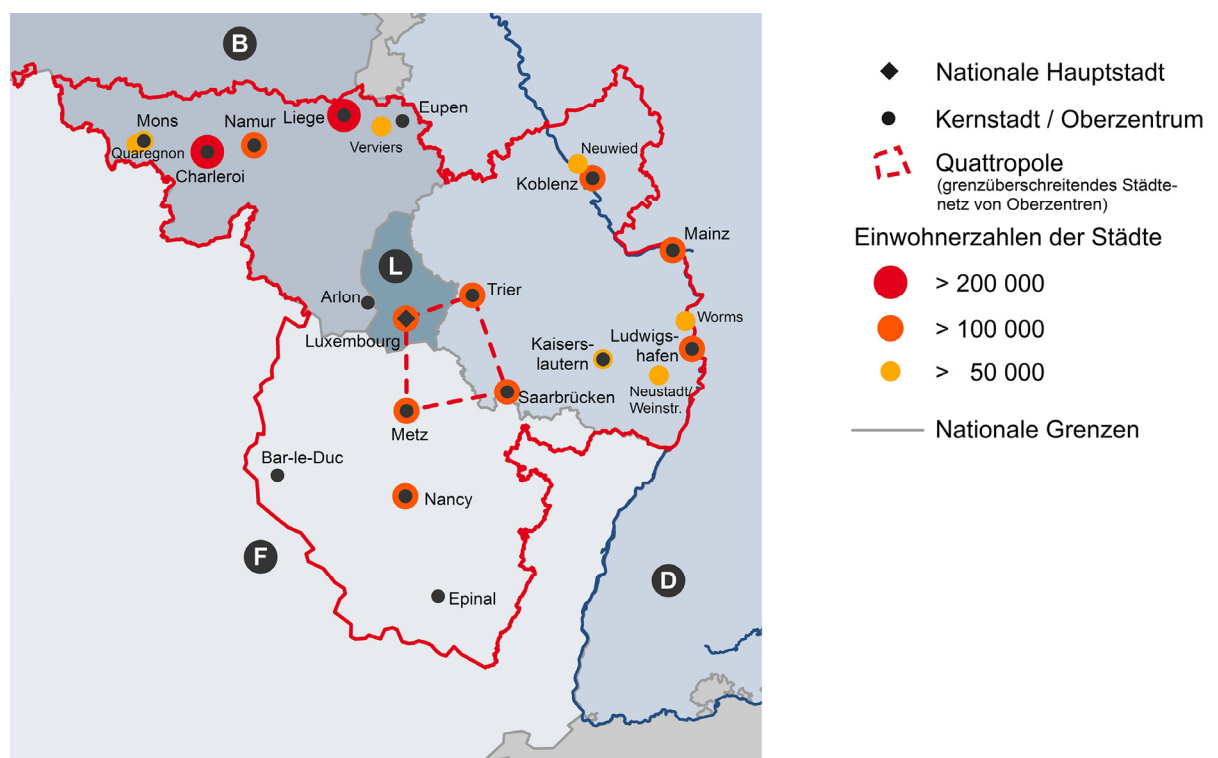 B
Mons
Namur
Liege
Eupen
Quaregnon
Charleroi
Verviers
Neuwied
Koblenz
Mainz
L
Arlon
Trier
Luxembourg
Worms
Kaisers-
lautern
Ludwigs-
hafen
Neustadt/
Weinstr.
Saarbrücken
Metz
Bar-le-Duc
Nancy
F
D
Epinal
Nationale Hauptstadt
Kernstadt / Oberzentrum
Quattropole
(grenzüberschreitendes Städte-
netz von Oberzentren)
Einwohnerzahlen der Städte
> 200 000
> 100 000
> 50 000
Nationale Grenzen